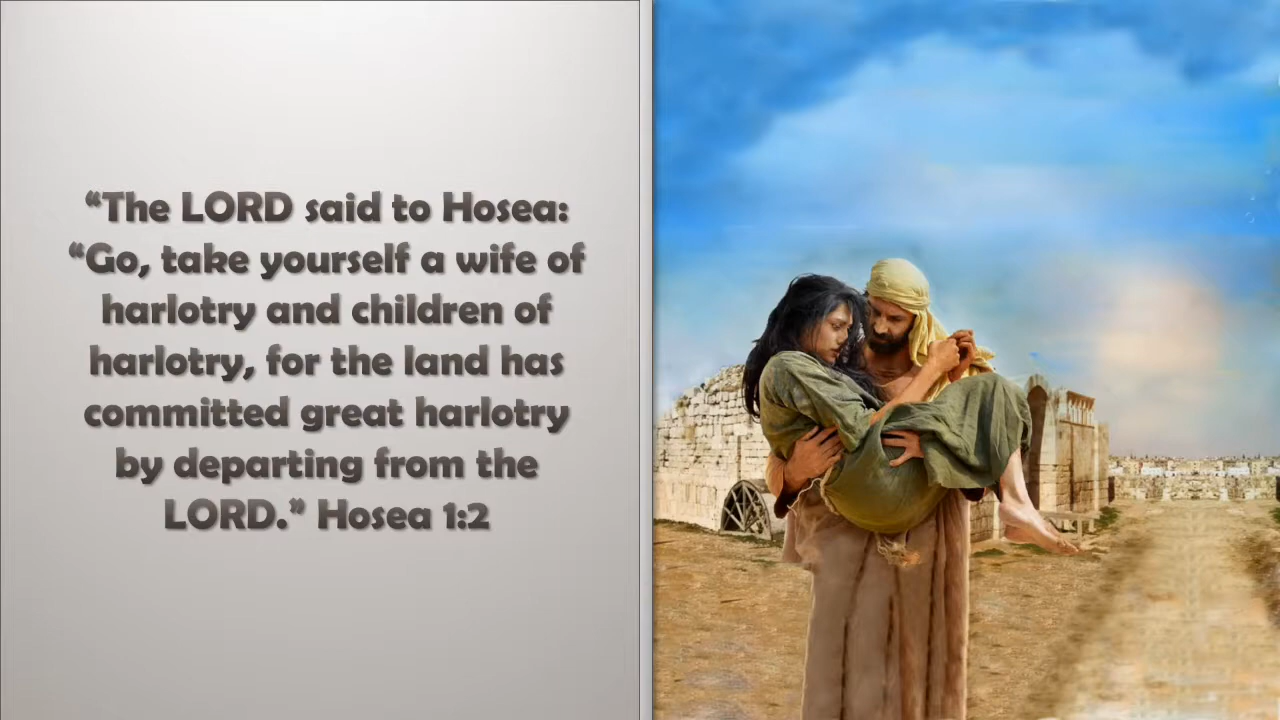 “The LORD said to Hosea:
“Go, take yourself a wife of
harlotry and children of
harlotry, for the land has
committed great harlotry
by departing from the
LORD.” Hosea 1:2